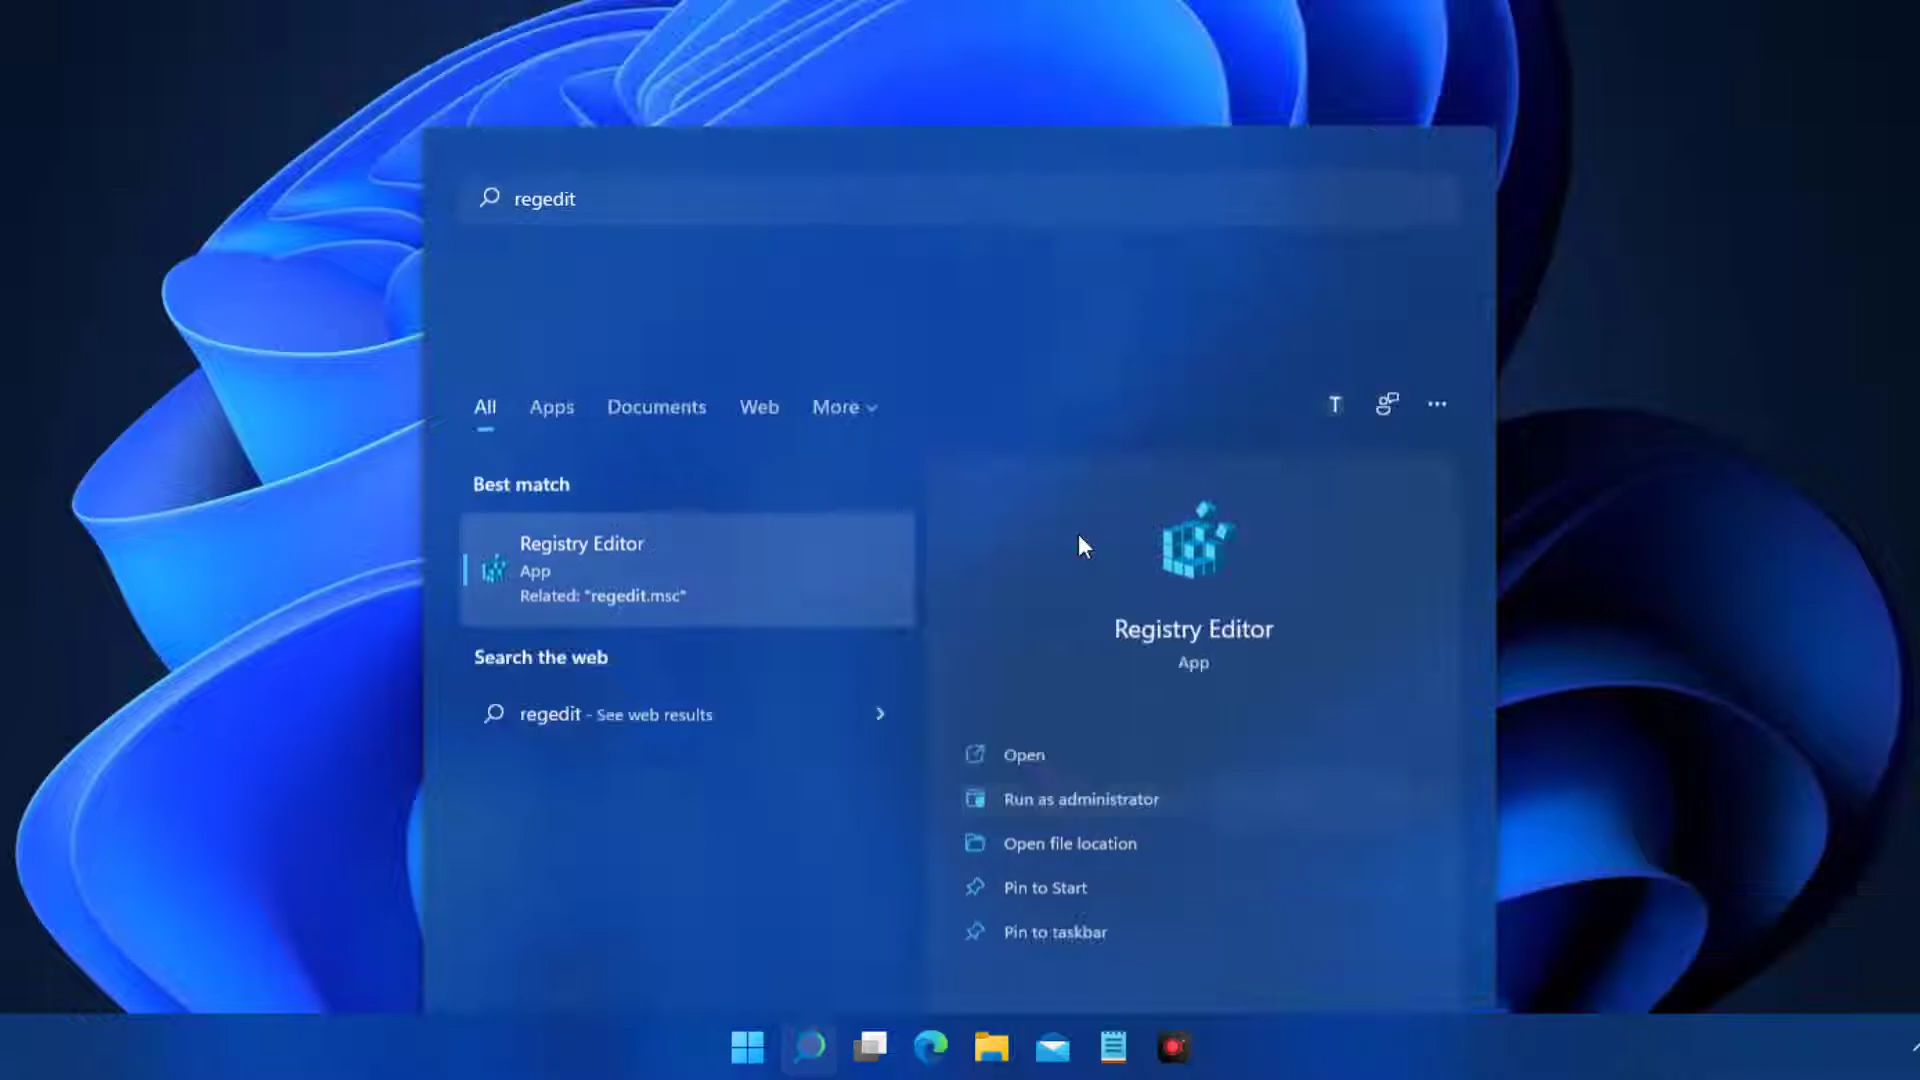 regedit
All Apps Documents Web More T ...
Best match
Registry Editor
App
Related: "regedit.msc"
Search the web
regedit - See web results
Registry Editor
App
Open
Run as administrator
Open file location
Pin to Start
Pin to taskbar